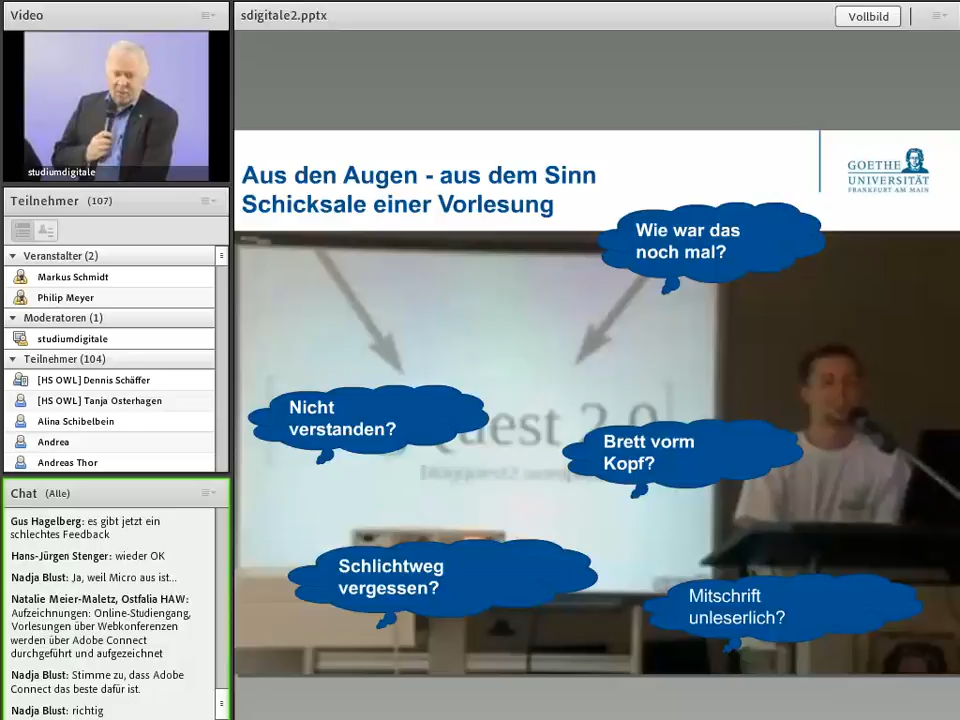 Video
studiumdigitale
Teilnehmer (107)
Veranstalter (2)
Markus Schmidt
Philip Meyer
Moderatoren (1)
studiumdigitale
Teilnehmer (104)
[HS OWL] Dennis Schäffer
[HS OWL] Tanja Osterhagen
Alina Schibelbein
Andrea
Andreas Thor
Chat (Alle)
Gus Hagelberg: es gibt jetzt ein
schlechtes Feedback
Hans-Jürgen Stenger: wieder OK
Nadja Blust: Ja, weil Micro aus ist...
Natalie Meier-Maletz, Ostfalia HAW:
Aufzeichnungen: Online-Studiengang,
Vorlesungen über Webkonferenzen
werden über Adobe Connect
durchgeführt und aufgezeichnet
Nadja Blust: Stimme zu, dass Adobe
Connect das beste dafür ist.
Nadja Blust: richtig
sdigitale2.pptx
Vollbild
Aus den Augen - aus dem Sinn
Schicksale einer Vorlesung
GOETHE
UNIVERSITÄT
FRANKFURT AM MAIN
Wie war das
noch mal?
Nicht
verstanden?
uest 2.0
Brett vorm
Kopf?
Schlichtweg
vergessen?
Mitschrift
unleserlich?